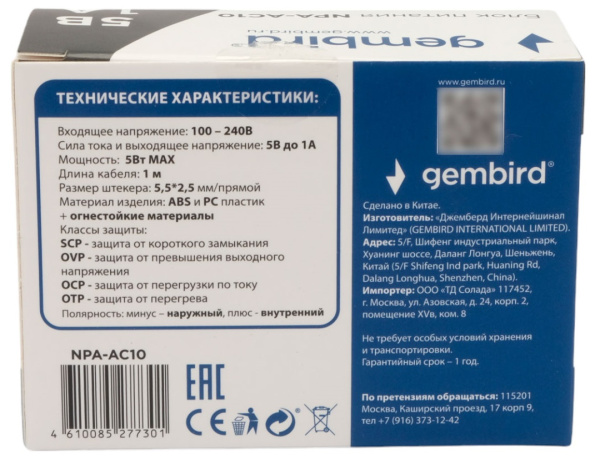 5В
Блок питания NPA-AC10
www.gembird.ru
gembird
ТЕХНИЧЕСКИЕ ХАРАКТЕРИСТИКИ:
Входящее напряжение: 100 – 240В
Сила тока и выходящее напряжение: 5В до 1А
Мощность: 5Вт MAX
Длина кабеля: 1 м
Размер штекера: 5,5*2,5 мм/прямой
Материал изделия: ABS и PC пластик
+ огнестойкие материалы
Классы защиты:
SCP - защита от короткого замыкания
OVP - защита от превышения выходного
напряжения
OCP - защита от перегрузки по току
OTP - защита от перегрева
Полярность: минус – наружный, плюс - внутренний
NPA-AC10
4 610085 277301
EAC
CE
www.gembird.ru
gembird®
Сделано в Китае.
Изготовитель: «Джемберд Интернейшинал
Лимитед» (GEMBIRD INTERNATIONAL LIMITED).
Адрес: 5/F, Шифенг индустриальный парк,
Хуанинг шоссе, Даланг Лонгуа, Шеньжень,
Китай (5/F Shifeng Ind park, Huaning Rd,
Dalang Longhua, Shenzhen, China).
Импортер: ООО «ТД Солада» 117452,
г. Москва, ул. Азовская, д. 24, корп. 2,
помещение XVв, ком. 8
Не требует особых условий хранения
и транспортировки.
Гарантийный срок – 1 год.
По претензиям обращаться: 115201
Москва, Каширский проезд. 17 корп 9,
тел +7 (916) 373-12-42